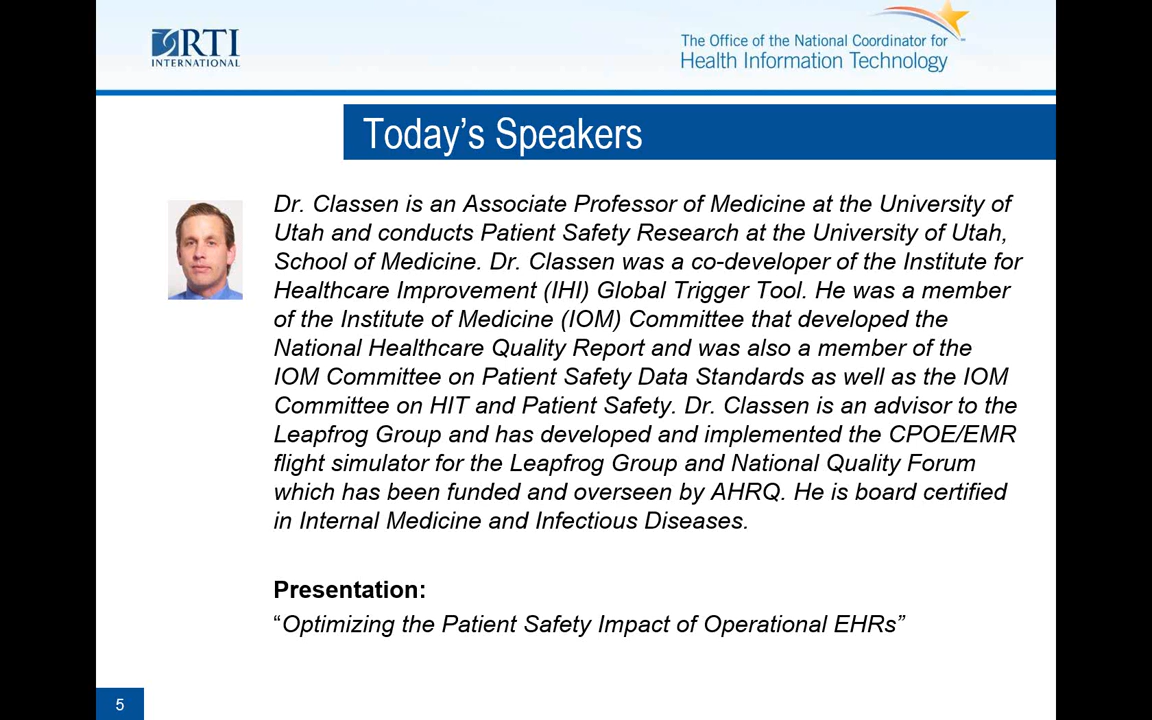 RTI
INTERNATIONAL
The Office of the National Coordinator for
Health Information Technology
Today's Speakers
Dr. Classen is an Associate Professor of Medicine at the University of
Utah and conducts Patient Safety Research at the University of Utah,
School of Medicine. Dr. Classen was a co-developer of the Institute for
Healthcare Improvement (IHI) Global Trigger Tool. He was a member
of the Institute of Medicine (IOM) Committee that developed the
National Healthcare Quality Report and was also a member of the
IOM Committee on Patient Safety Data Standards as well as the IOM
Committee on HIT and Patient Safety. Dr. Classen is an advisor to the
Leapfrog Group and has developed and implemented the CPOE/EMR
flight simulator for the Leapfrog Group and National Quality Forum
which has been funded and overseen by AHRQ. He is board certified
in Internal Medicine and Infectious Diseases.
Presentation:
“Optimizing the Patient Safety Impact of Operational EHRs”
5